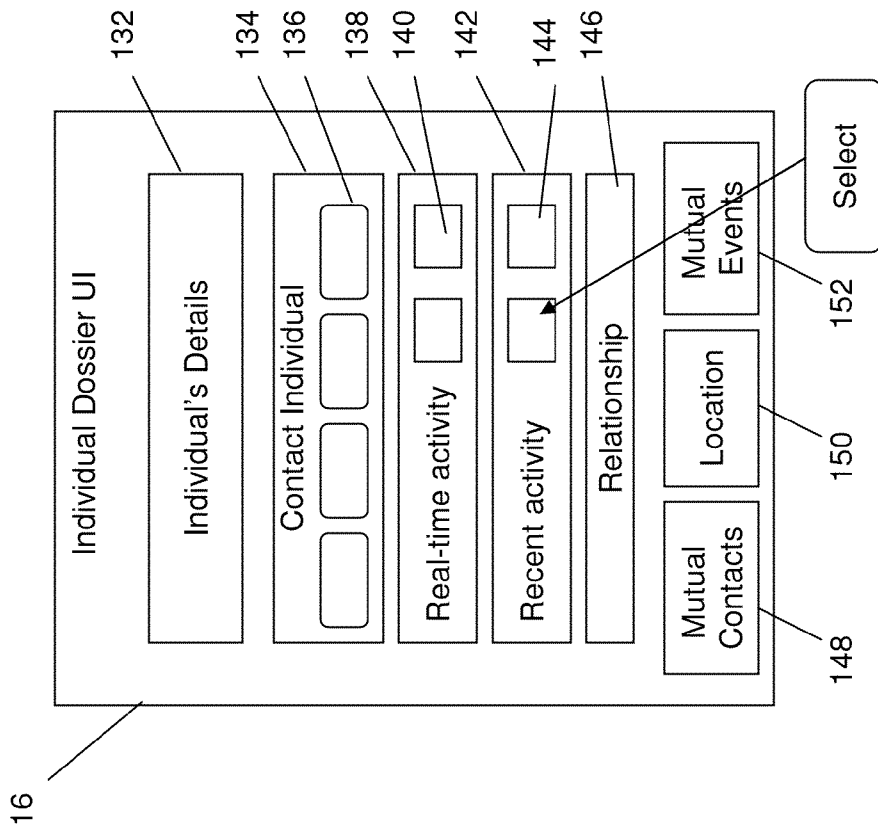 16
Individual Dossier UI
Individual's Details
132
Contact Individual
134
136
Real-time activity
138
140
Recent activity
142
144
Relationship
146
Mutual
Contacts
148
Location
150
Mutual
Events
152
Select